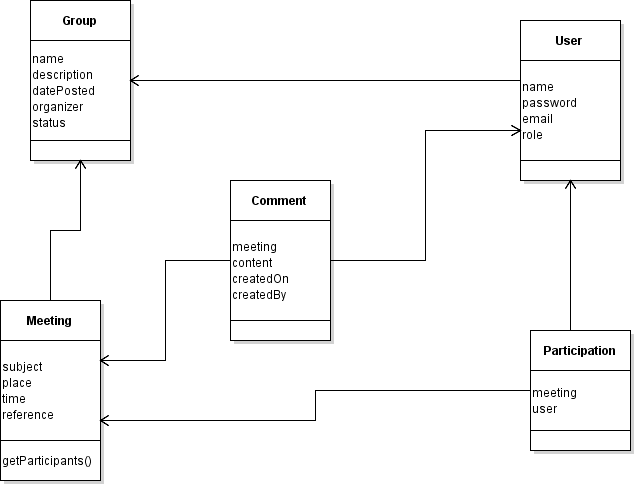 Group
name
description
datePosted
organizer
status
User
name
password
email
role
Comment
meeting
content
createdOn
createdBy
Meeting
subject
place
time
reference
getParticipants()
Participation
meeting
user